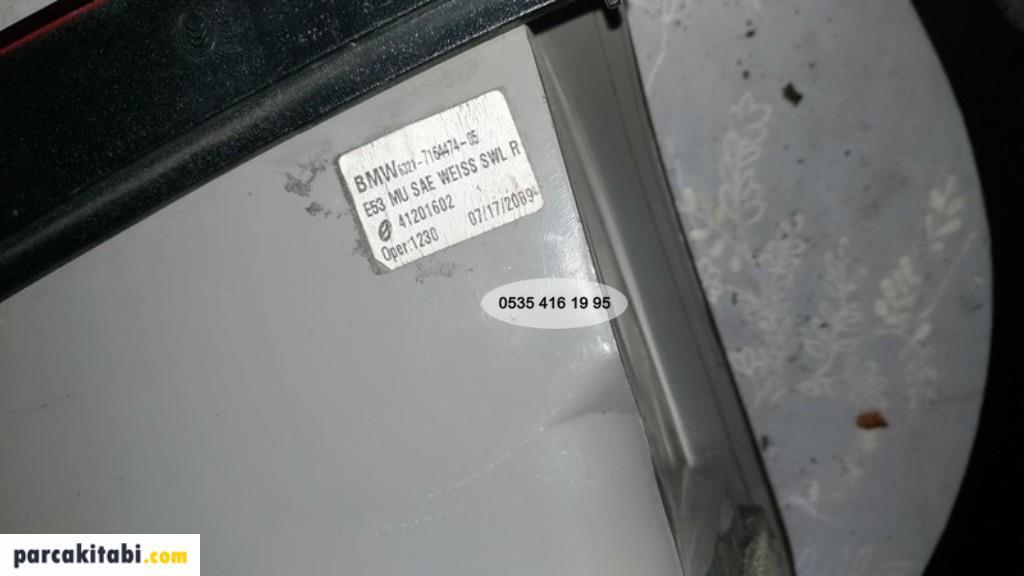 BMW 6321-7164474-05
E53 MU SAE WEISS SWL R
41201602 07/17/2089
Oper:1230
0535 416 19 95
parcakitabi.com